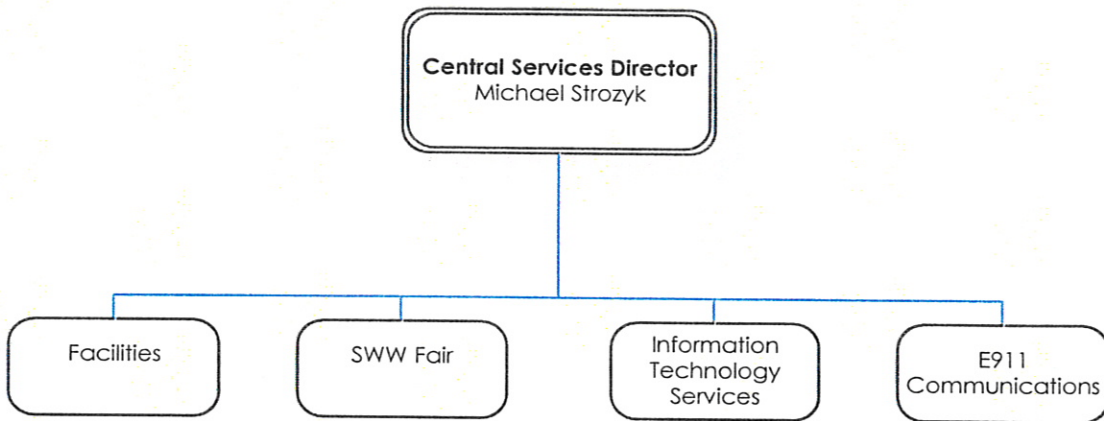 Central Services Director
Michael Strozyk
Facilities
SWW Fair
Information
Technology
Services
E911
Communications